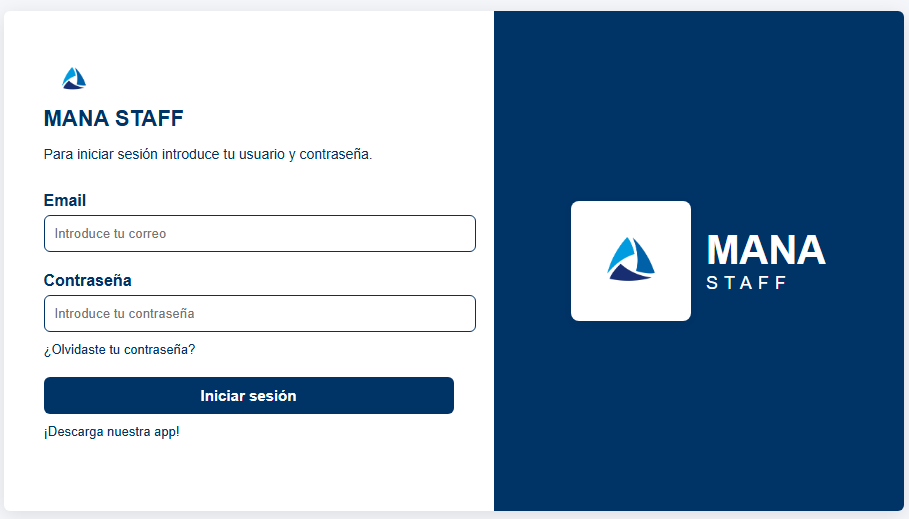 MANA STAFF
Para iniciar sesión introduce tu usuario y contraseña.
Email
Introduce tu correo
Contraseña
Introduce tu contraseña
¿Olvidaste tu contraseña?
Iniciar sesión
¡Descarga nuestra app!
MANA
STAFF